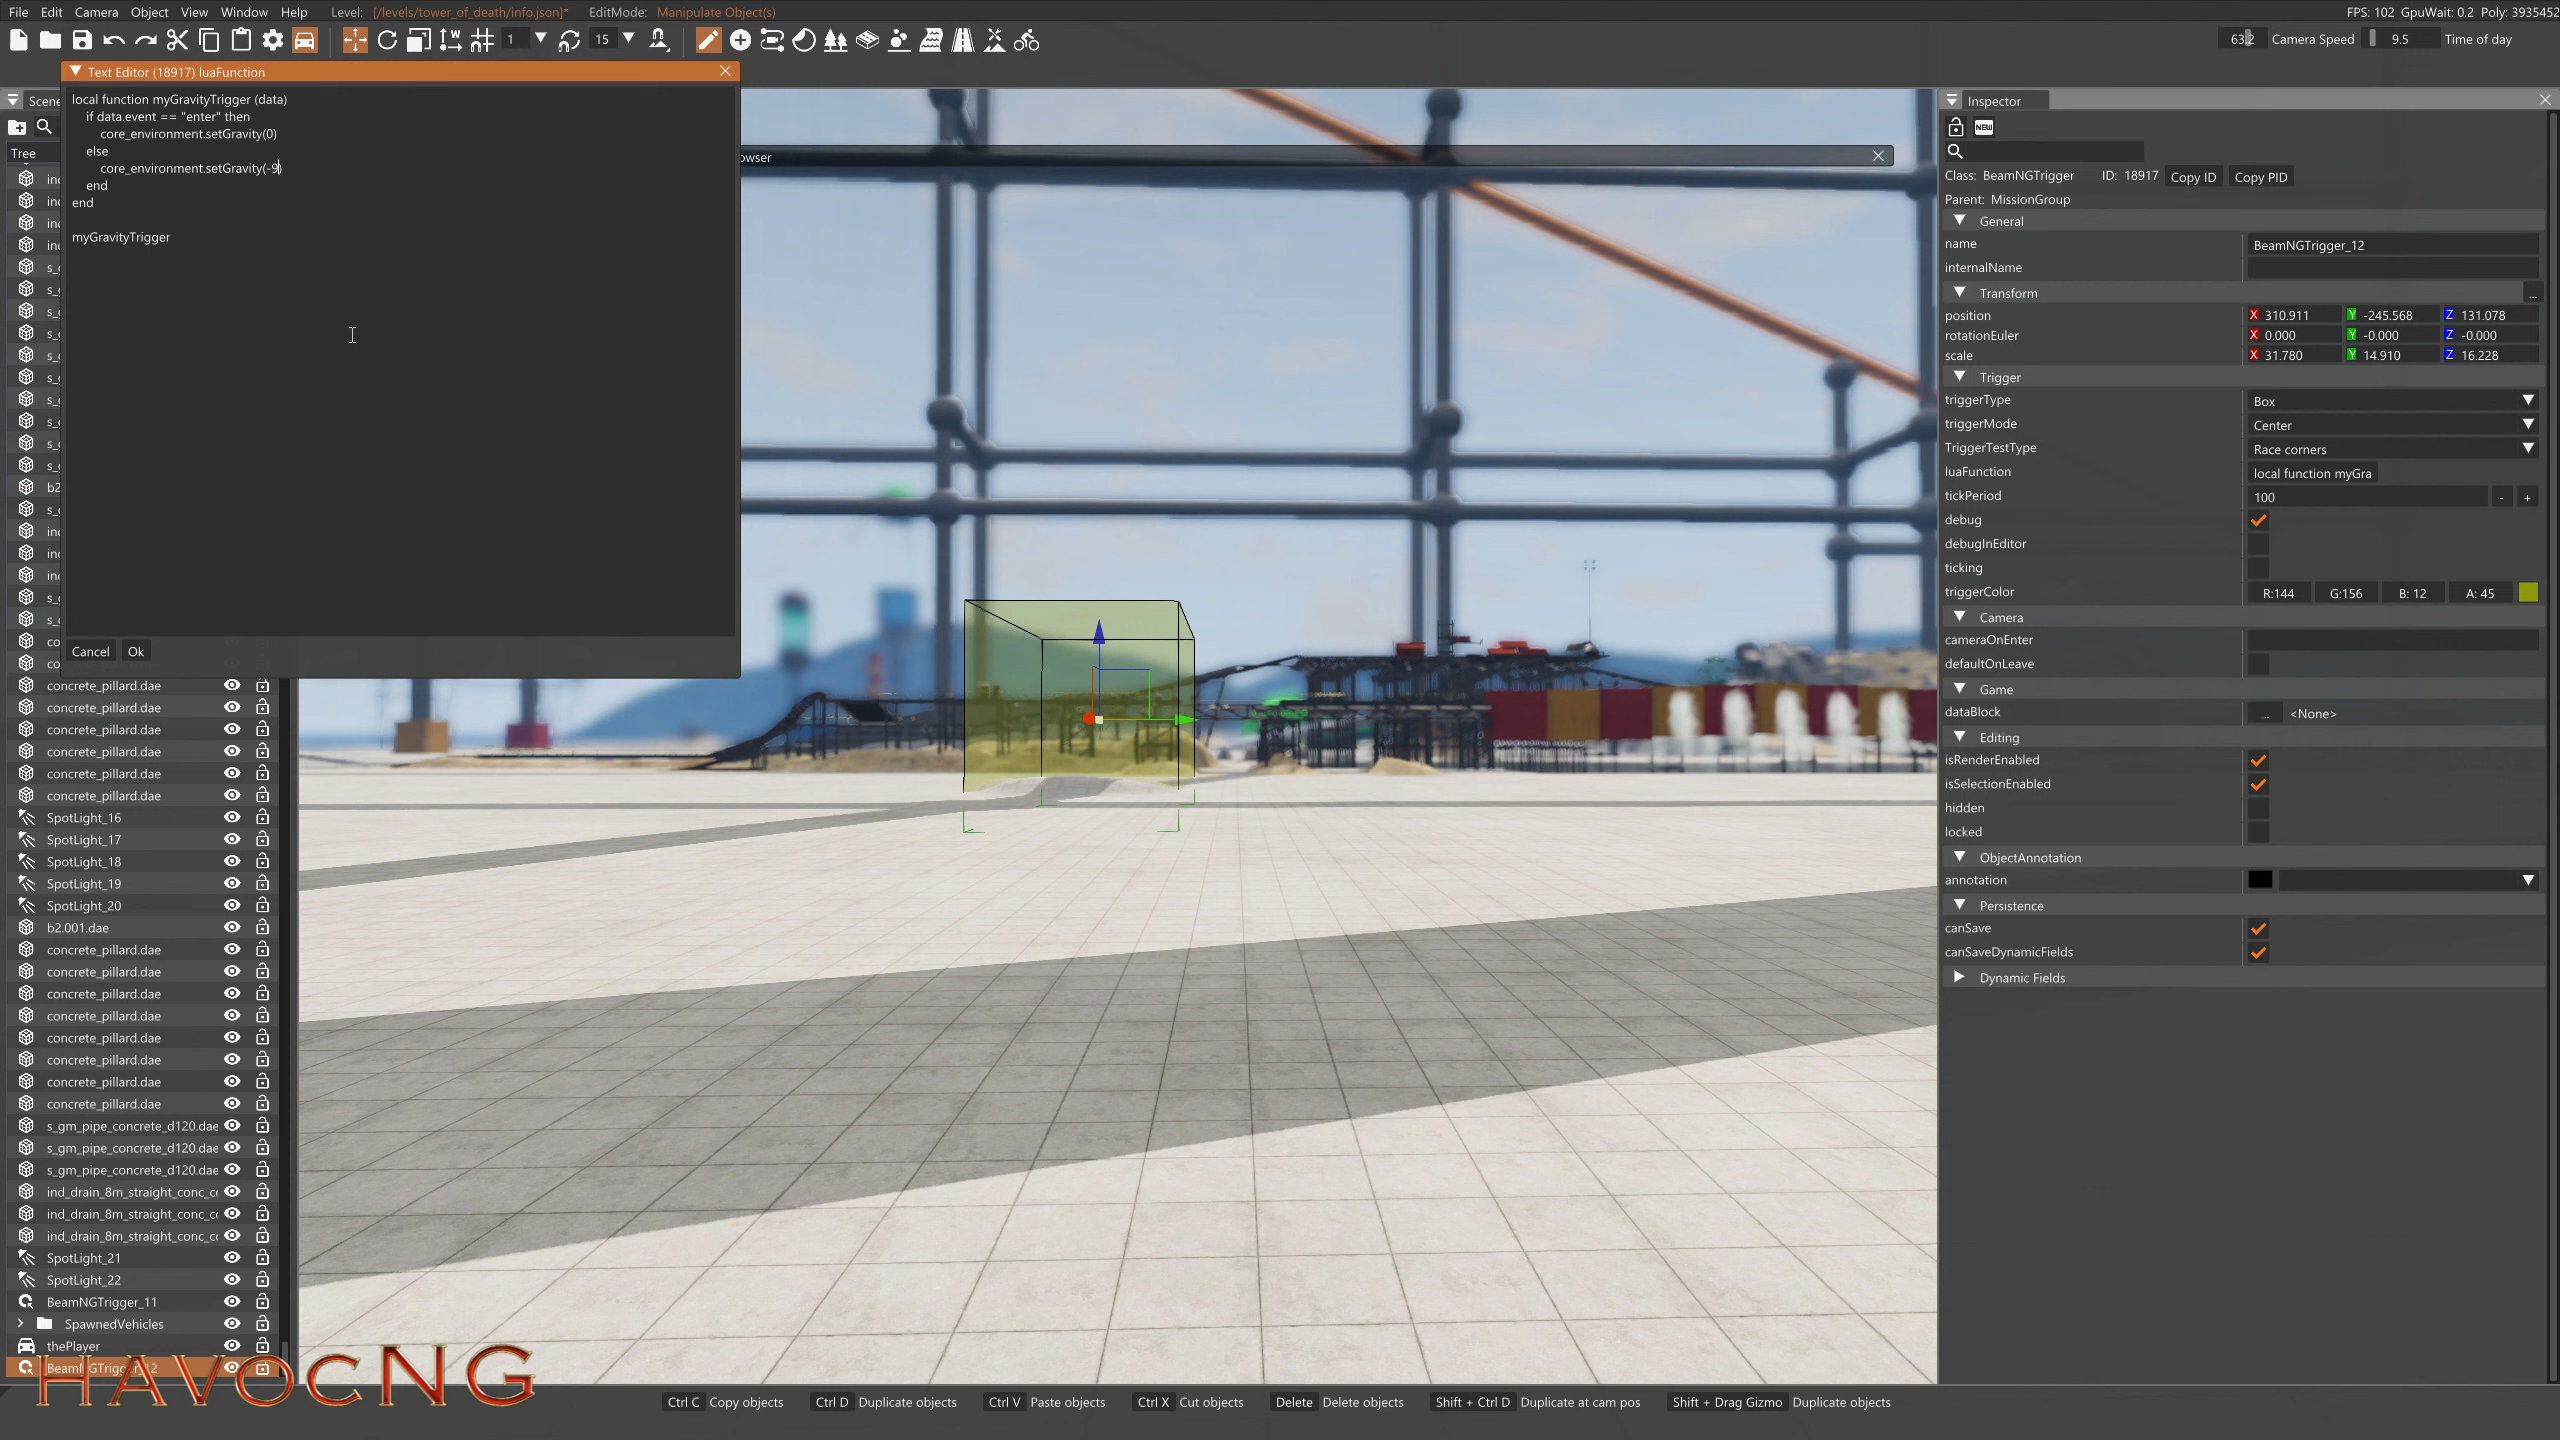 File Edit Camera Object View Window Help Level: [/levels/tower_of_death/info.json]* EditMode: Manipulate Object(s) FPS: 102 GpuWait: 0.2 Poly: 3935452
1 15 63.2 Camera Speed 9.5 Time of day
Text Editor (18917) luaFunction
local function myGravityTrigger (data)
if data.event == "enter" then
core_environment.setGravity(0)
else
core_environment.setGravity(-9)
end
end
myGravityTrigger
Cancel Ok
Scene
Tree
concrete_pillard.dae
concrete_pillard.dae
concrete_pillard.dae
concrete_pillard.dae
concrete_pillard.dae
concrete_pillard.dae
SpotLight_16
SpotLight_17
SpotLight_18
SpotLight_19
SpotLight_20
b2.001.dae
concrete_pillard.dae
concrete_pillard.dae
concrete_pillard.dae
concrete_pillard.dae
concrete_pillard.dae
concrete_pillard.dae
concrete_pillard.dae
concrete_pillard.dae
s_gm_pipe_concrete_d120.dae
s_gm_pipe_concrete_d120.dae
s_gm_pipe_concrete_d120.dae
ind_drain_8m_straight_conc_c
ind_drain_8m_straight_conc_c
ind_drain_8m_straight_conc_c
SpotLight_21
SpotLight_22
BeamNGTrigger_11
SpawnedVehicles
thePlayer
BeamNGTrigger_12
HAVOCNG
owser
Inspector
NEW
Class: BeamNGTrigger ID: 18917 Copy ID Copy PID
Parent: MissionGroup
General
name BeamNGTrigger_12
internalName
Transform ...
position X 310.911 Y -245.568 Z 131.078
rotationEuler X 0.000 Y -0.000 Z -0.000
scale X 31.780 Y 14.910 Z 16.228
Trigger
triggerType Box
triggerMode Center
TriggerTestType Race corners
luaFunction local function myGra
tickPeriod 100 - +
debug
debugInEditor
ticking
triggerColor R:144 G:156 B: 12 A: 45
Camera
cameraOnEnter
defaultOnLeave
Game
dataBlock ... <None>
Editing
isRenderEnabled
isSelectionEnabled
hidden
locked
ObjectAnnotation
annotation
Persistence
canSave
canSaveDynamicFields
Dynamic Fields
Ctrl C Copy objects Ctrl D Duplicate objects Ctrl V Paste objects Ctrl X Cut objects Delete Delete objects Shift + Ctrl D Duplicate at cam pos Shift + Drag Gizmo Duplicate objects